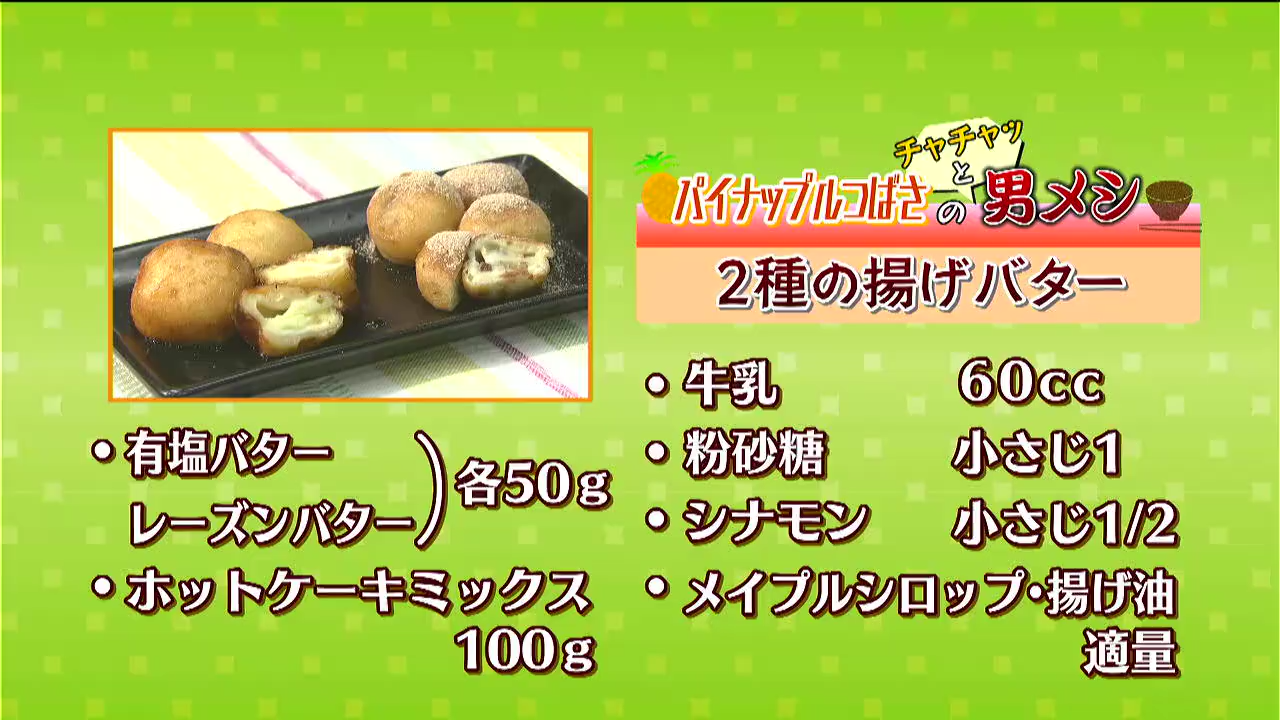 チャチャッ
と
パイナップルつばさの男メシ
2種の揚げバター
• 有塩バター
レーズンバター
各50g
• ホットケーキミックス
100g
• 牛乳 60cc
• 粉砂糖 小さじ1
• シナモン 小さじ1/2
• メイプルシロップ・揚げ油
適量